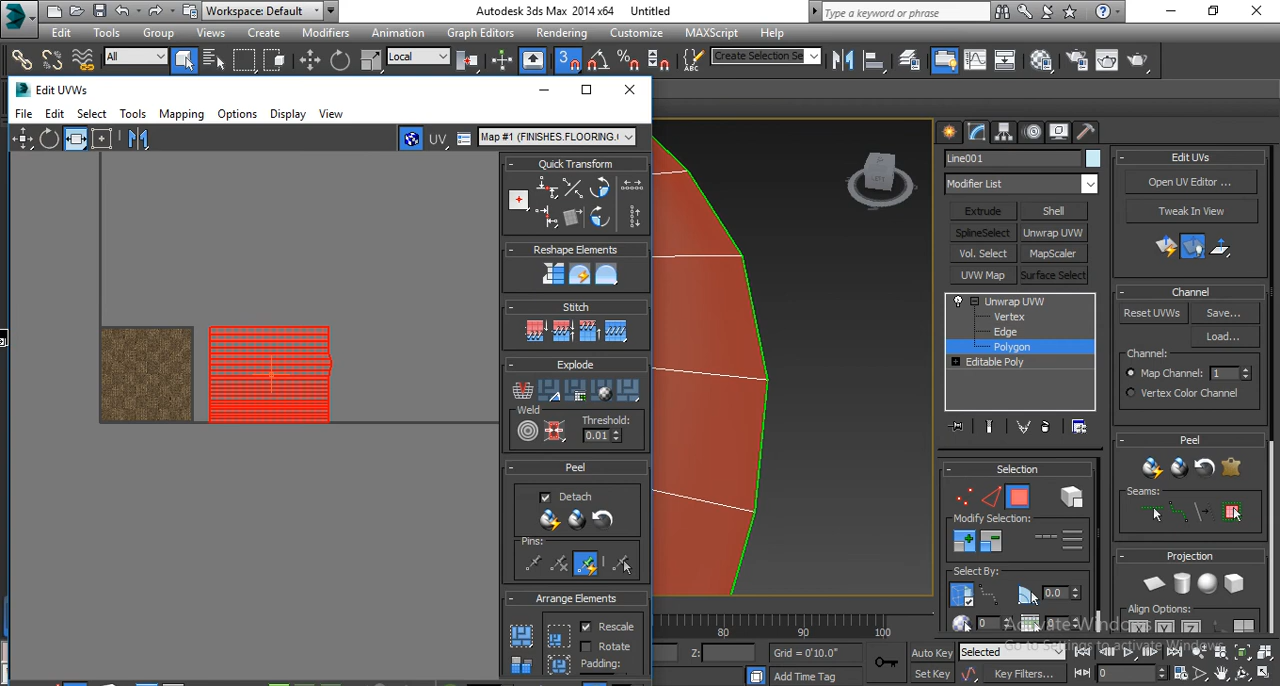 Workspace: Default
Autodesk 3ds Max 2014 x64 Untitled
Type a keyword or phrase
Edit Tools Group Views Create Modifiers Animation Graph Editors Rendering Customize MAXScript Help
All
Local
Create Selection Se
Edit UVWs
File Edit Select Tools Mapping Options Display View
UV
Map #1 (FINISHES.FLOORING.
Quick Transform
Reshape Elements
Stitch
Explode
Weld
Threshold:
0.01
Peel
Detach
Pins:
Arrange Elements
Rescale
Rotate
Padding:
Line001
Modifier List
Extrude Shell
SplineSelect Unwrap UVW
Vol. Select MapScaler
UVW Map Surface Select
Unwrap UVW
Vertex
Edge
Polygon
Editable Poly
Selection
Modify Selection:
Select By:
0.0
Edit UVs
Open UV Editor ...
Tweak In View
Channel
Reset UVWs Save...
Load...
Channel:
Map Channel: 1
Vertex Color Channel
Peel
Seams:
Projection
Align Options:
X Y Z
Activate Windows
Go to Settings to activate Windows.
80 90 100
Z: Grid = 0'10.0" Auto Key Selected
Add Time Tag Set Key Key Filters... 0